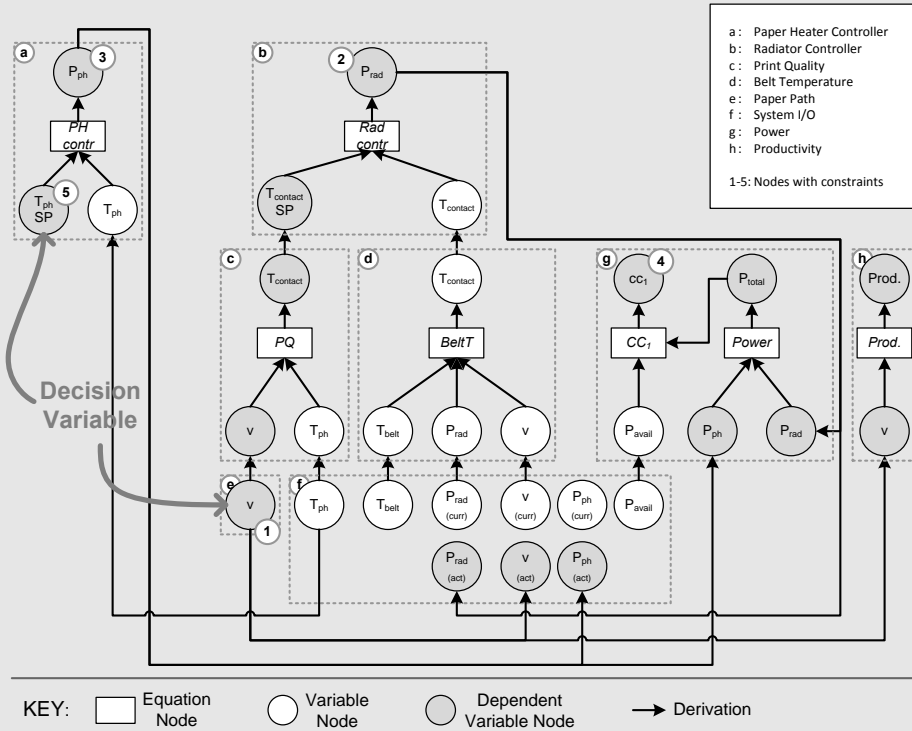 a
P_ph
3
PH
contr
T_ph
SP
5
T_ph
b
2
P_rad
Rad
contr
T_contact
SP
T_contact
a : Paper Heater Controller
b : Radiator Controller
c : Print Quality
d : Belt Temperature
e : Paper Path
f : System I/O
g : Power
h : Productivity
1-5: Nodes with constraints
c
T_contact
PQ
v
T_ph
d
T_contact
BeltT
T_belt
P_rad
v
g
cc_1
4
P_total
CC_1
Power
P_avail
P_ph
P_rad
h
Prod.
Prod.
v
Decision
Variable
e
v
1
f
T_ph
T_belt
P_rad
(curr)
v
(curr)
P_ph
(curr)
P_avail
P_rad
(act)
v
(act)
P_ph
(act)
KEY:
Equation
Node
Variable
Node
Dependent
Variable Node
Derivation